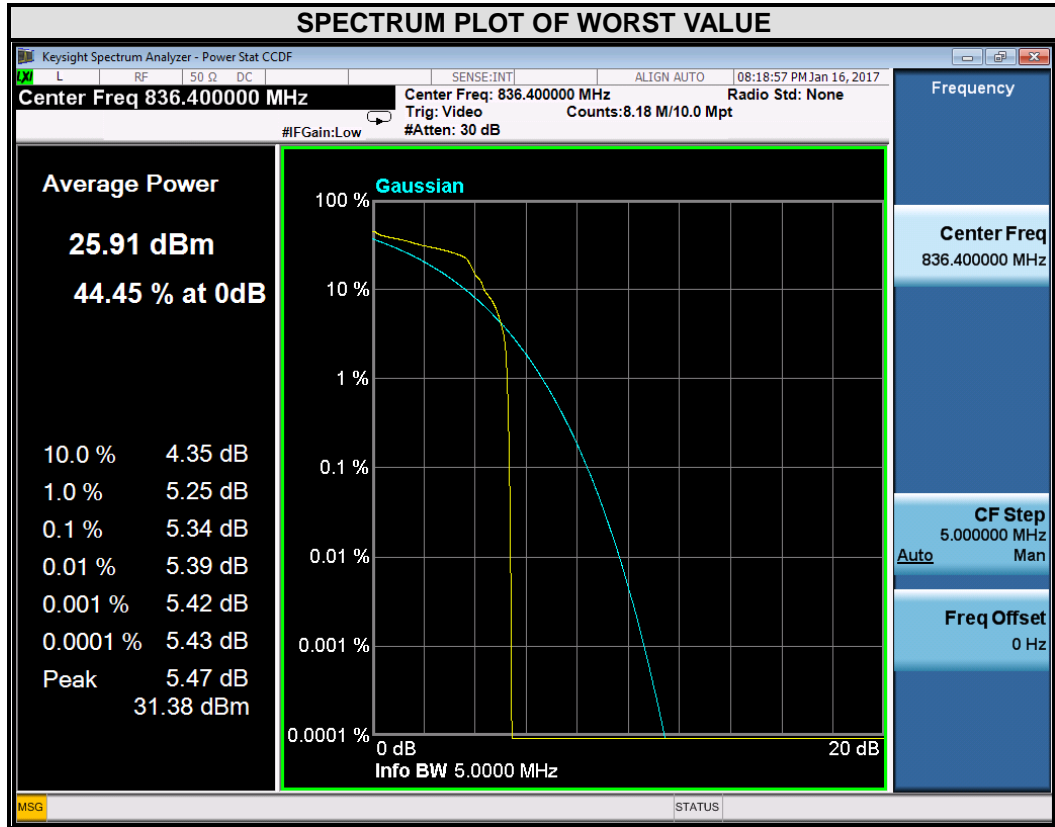 SPECTRUM PLOT OF WORST VALUE
Keysight Spectrum Analyzer - Power Stat CCDF
LXI L RF 50 Ω DC SENSE:INT ALIGN AUTO 08:18:57 PM Jan 16, 2017
Center Freq 836.400000 MHz
Center Freq: 836.400000 MHz Radio Std: None
Trig: Video Counts:8.18 M/10.0 Mpt
#IFGain:Low #Atten: 30 dB
Average Power
25.91 dBm
44.45 % at 0dB
10.0 % 4.35 dB
1.0 % 5.25 dB
0.1 % 5.34 dB
0.01 % 5.39 dB
0.001 % 5.42 dB
0.0001 % 5.43 dB
Peak 5.47 dB
31.38 dBm
Gaussian
100 %
10 %
1 %
0.1 %
0.01 %
0.001 %
0.0001 %
0 dB 20 dB
Info BW 5.0000 MHz
Frequency
Center Freq
836.400000 MHz
CF Step
5.000000 MHz
Auto Man
Freq Offset
0 Hz
MSG STATUS